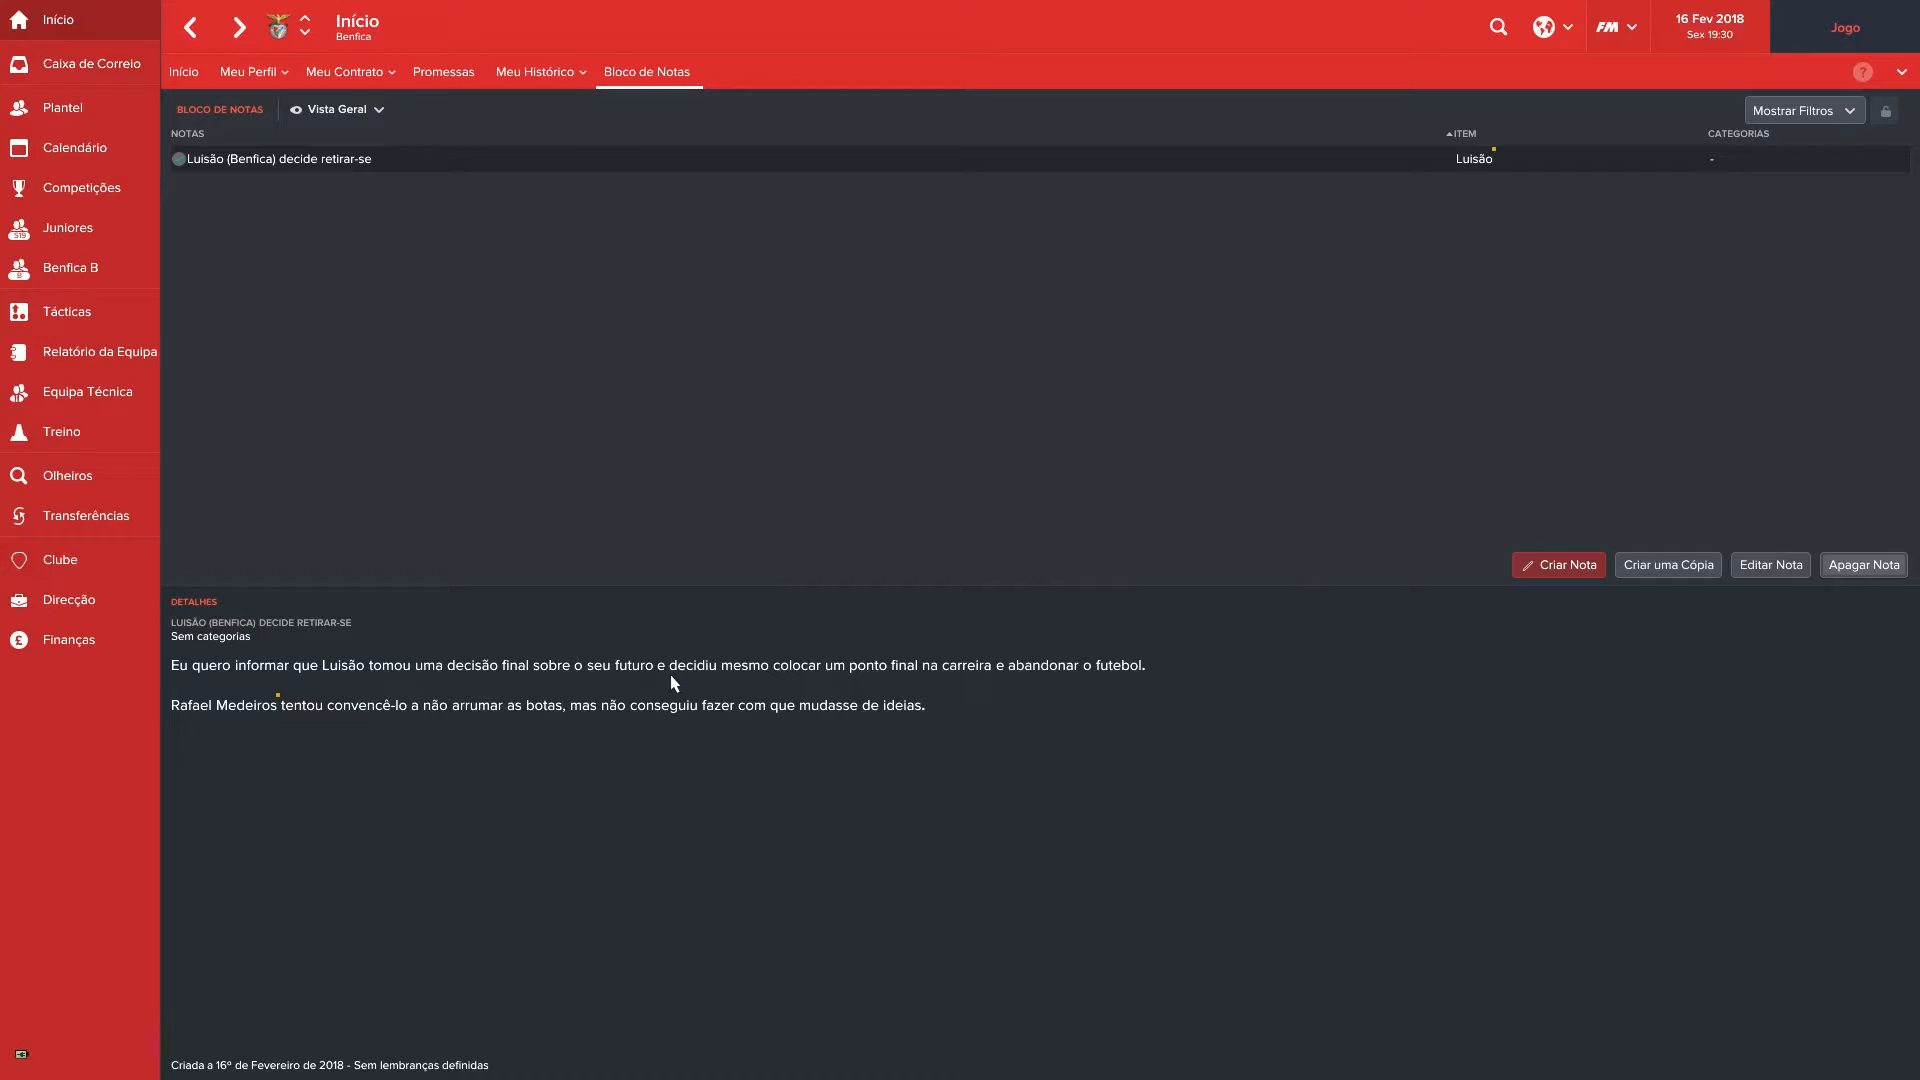 Início
Caixa de Correio
Plantel
Calendário
Competições
Juniores
Benfica B
Tácticas
Relatório da Equipa
Equipa Técnica
Treino
Olheiros
Transferências
Clube
Direcção
Finanças
Início
Benfica
FM
16 Fev 2018
Sex 19:30
Jogo
Início Meu Perfil Meu Contrato Promessas Meu Histórico Bloco de Notas
?
BLOCO DE NOTAS Vista Geral Mostrar Filtros
NOTAS ITEM CATEGORIAS
Luisão (Benfica) decide retirar-se Luisão -
Criar Nota Criar uma Cópia Editar Nota Apagar Nota
DETALHES
LUISÃO (BENFICA) DECIDE RETIRAR-SE
Sem categorias
Eu quero informar que Luisão tomou uma decisão final sobre o seu futuro e decidiu mesmo colocar um ponto final na carreira e abandonar o futebol.
Rafael Medeiros tentou convencê-lo a não arrumar as botas, mas não conseguiu fazer com que mudasse de ideias.
Criada a 16º de Fevereiro de 2018 - Sem lembranças definidas